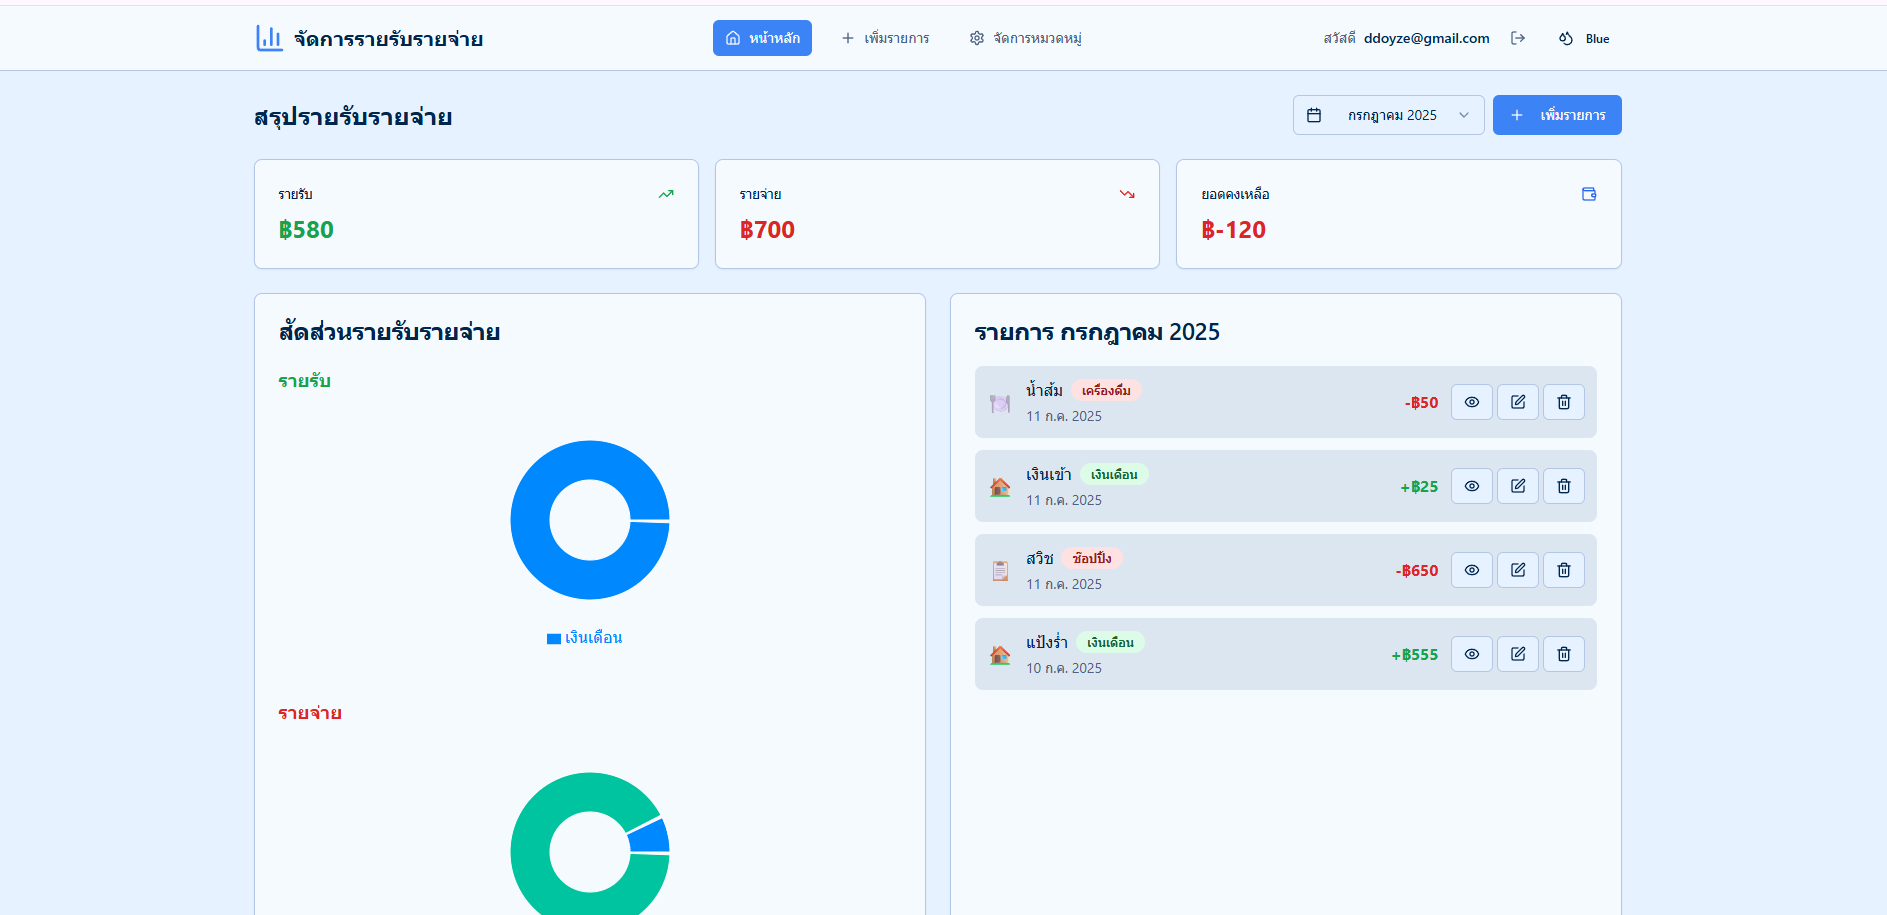 จัดการรายรับรายจ่าย
หน้าหลัก
เพิ่มรายการ
จัดการหมวดหมู่
สวัสดี ddoyze@gmail.com
Blue
สรุปรายรับรายจ่าย
กรกฎาคม 2025
เพิ่มรายการ
รายรับ
฿580
รายจ่าย
฿700
ยอดคงเหลือ
฿-120
สัดส่วนรายรับรายจ่าย
รายรับ
เงินเดือน
รายจ่าย
รายการ กรกฎาคม 2025
น้ำส้ม เครื่องดื่ม
11 ก.ค. 2025
-฿50
เงินเข้า เงินเดือน
11 ก.ค. 2025
+฿25
สวิช ช๊อปปิ้ง
11 ก.ค. 2025
-฿650
แป้งร่ำ เงินเดือน
10 ก.ค. 2025
+฿555